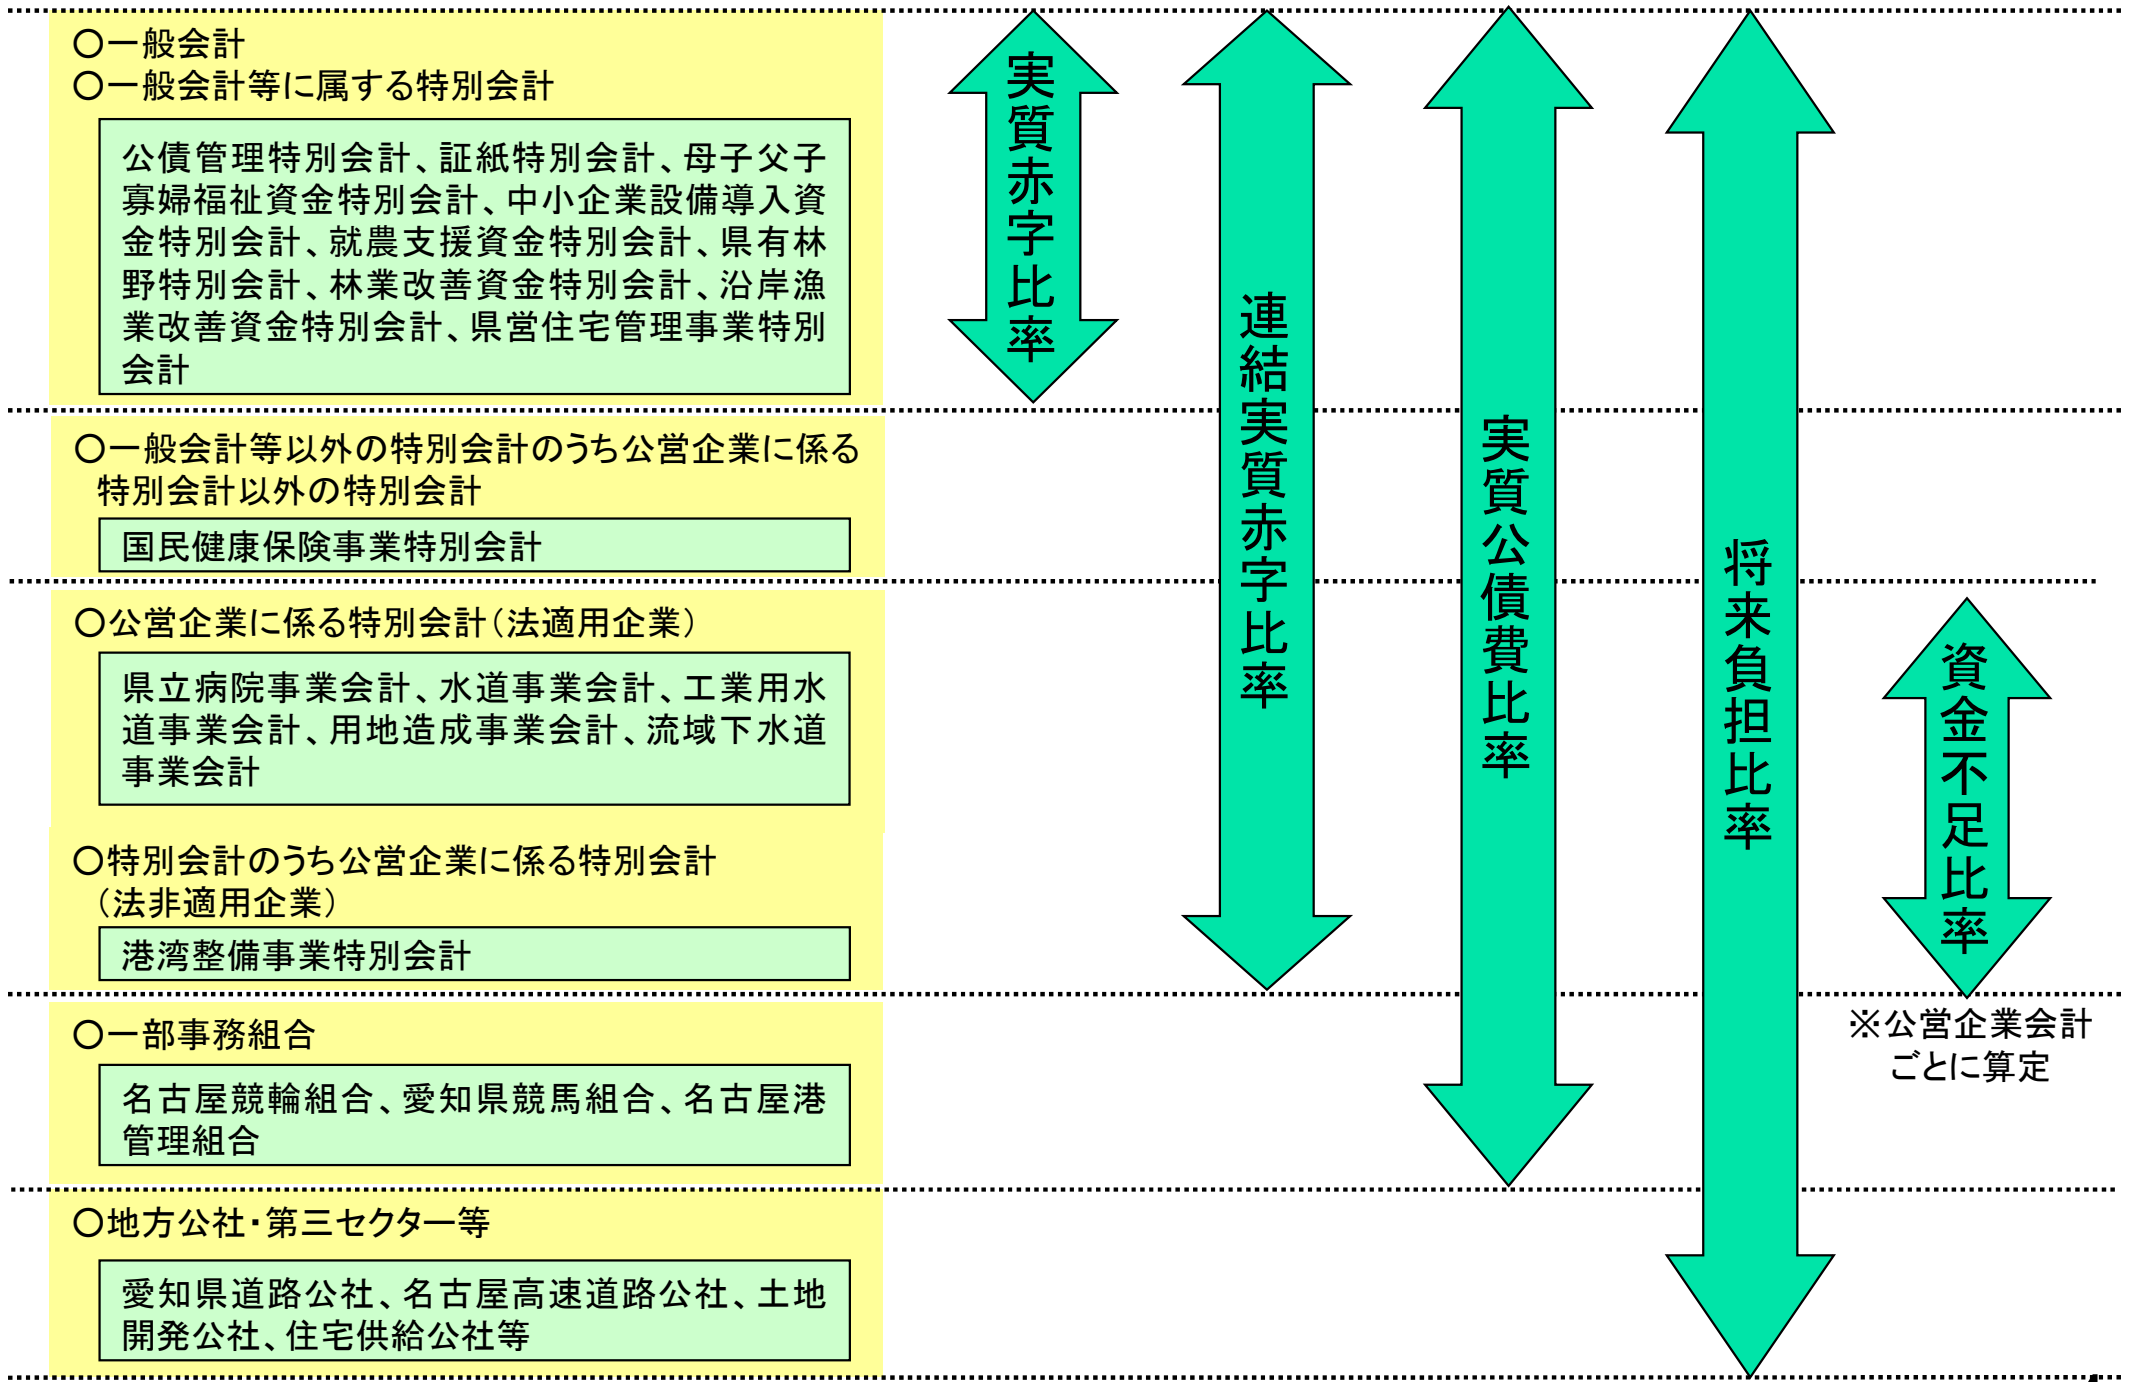 ○一般会計
○一般会計等に属する特別会計
公債管理特別会計、証紙特別会計、母子父子
寡婦福祉資金特別会計、中小企業設備導入資
金特別会計、就農支援資金特別会計、県有林
野特別会計、林業改善資金特別会計、沿岸漁
業改善資金特別会計、県営住宅管理事業特別
会計
○一般会計等以外の特別会計のうち公営企業に係る
特別会計以外の特別会計
国民健康保険事業特別会計
○公営企業に係る特別会計（法適用企業）
県立病院事業会計、水道事業会計、工業用水
道事業会計、用地造成事業会計、流域下水道
事業会計
○特別会計のうち公営企業に係る特別会計
（法非適用企業）
港湾整備事業特別会計
○一部事務組合
名古屋競輪組合、愛知県競馬組合、名古屋港
管理組合
○地方公社・第三セクター等
愛知県道路公社、名古屋高速道路公社、土地
開発公社、住宅供給公社等
実質赤字比率
連結実質赤字比率
実質公債費比率
将来負担比率
資金不足比率
※公営企業会計
ごとに算定